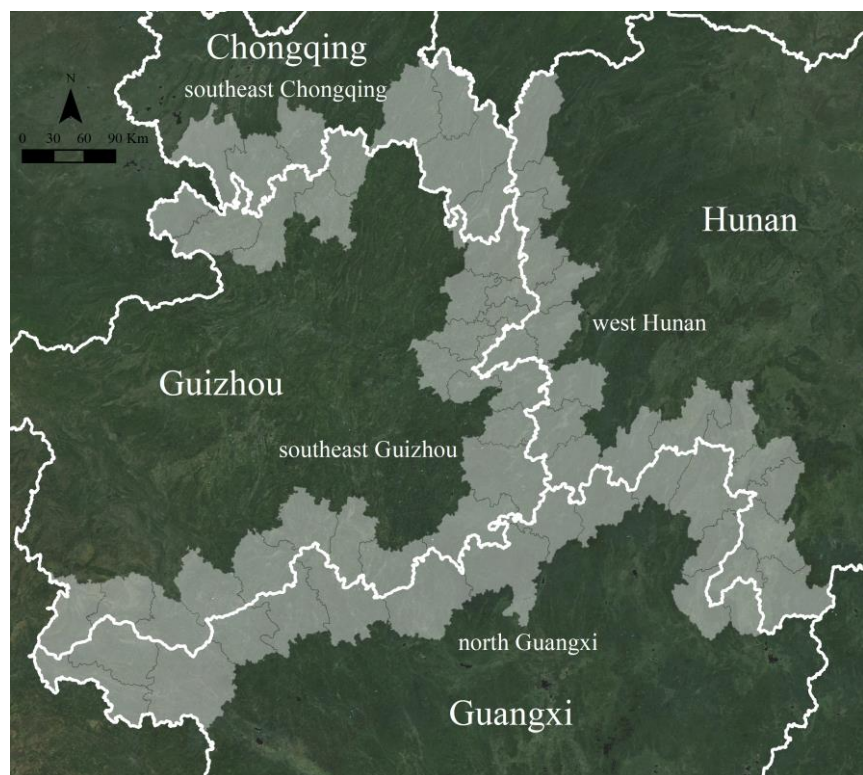 Chongqing
southeast Chongqing
N
0 30 60 90 Km
Hunan
west Hunan
Guizhou
southeast Guizhou
north Guangxi
Guangxi